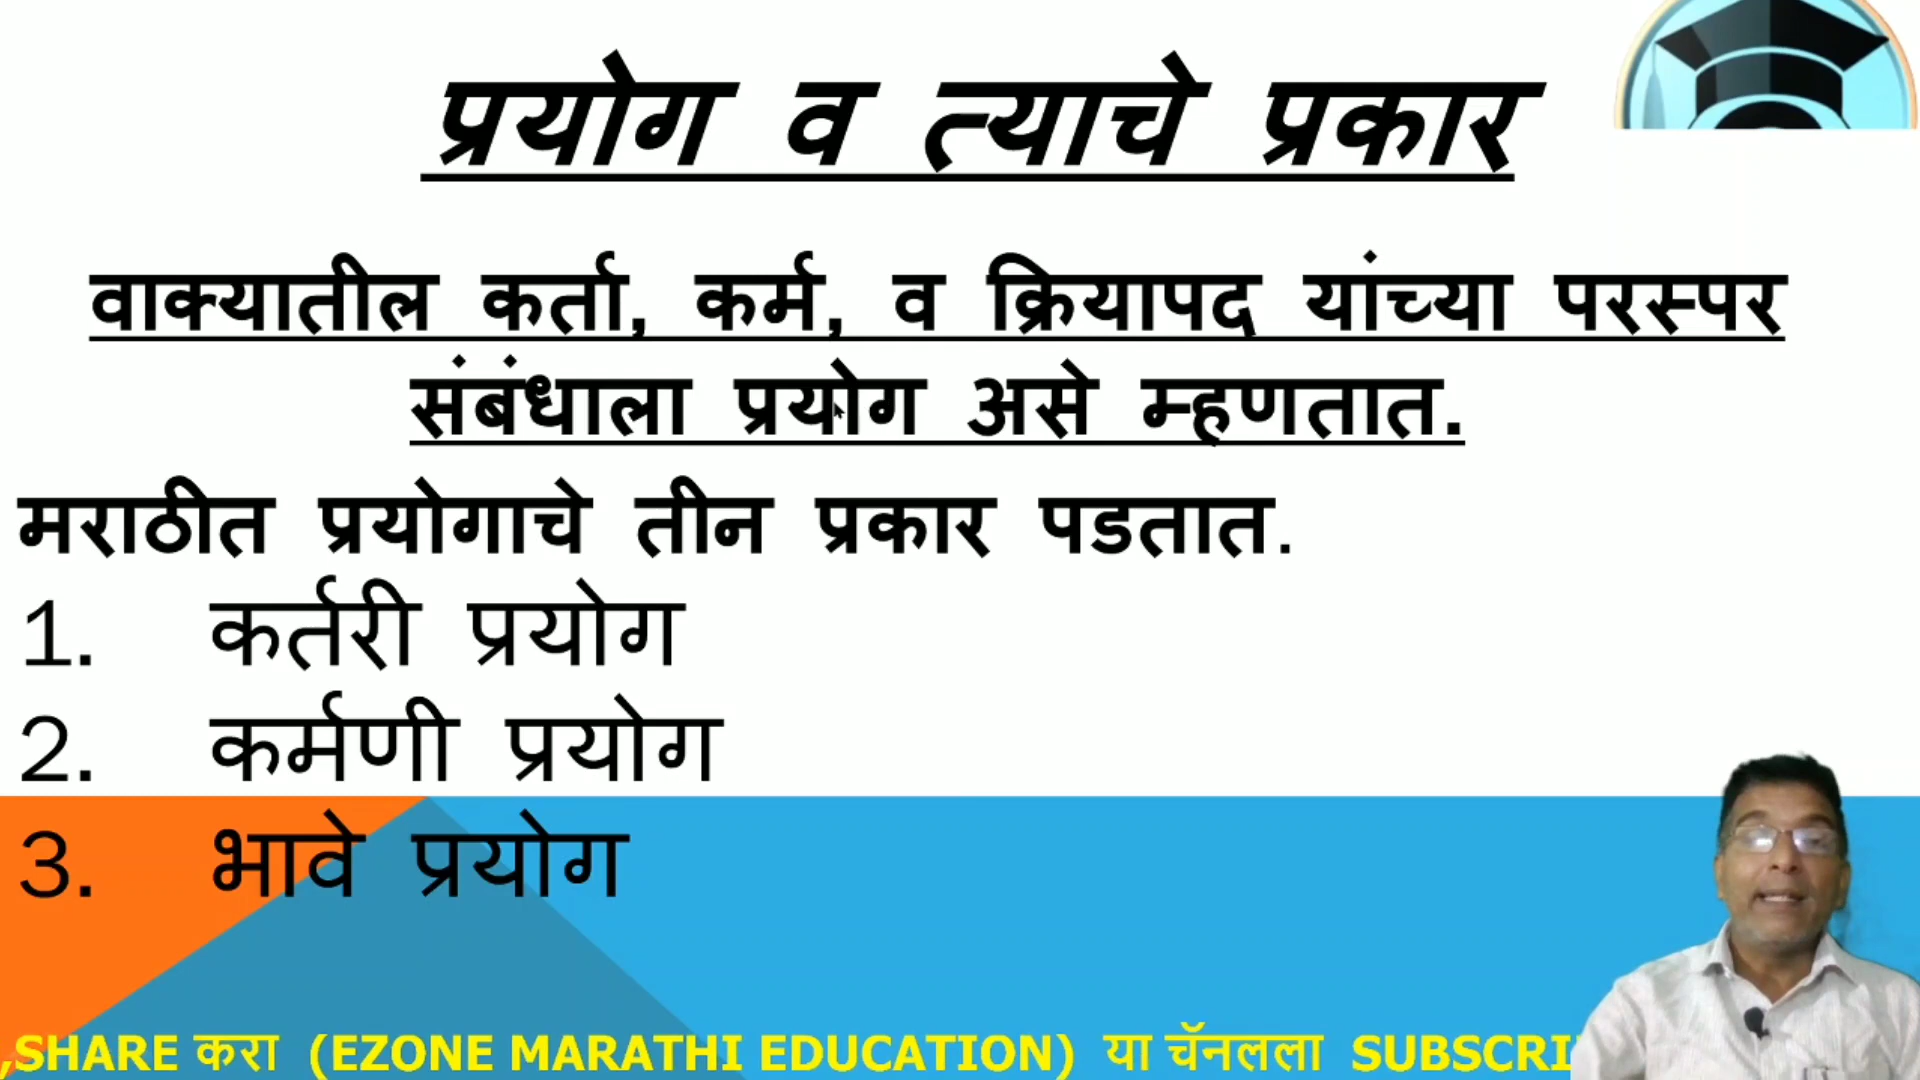 प्रयोग व त्याचे प्रकार
वाक्यातील कर्ता, कर्म, व क्रियापद यांच्या परस्पर
संबंधाला प्रयोग असे म्हणतात.
मराठीत प्रयोगाचे तीन प्रकार पडतात.
1. कर्तरी प्रयोग
2. कर्मणी प्रयोग
3. भावे प्रयोग
,SHARE करा (EZONE MARATHI EDUCATION) या चॅनलला SUBSCRI